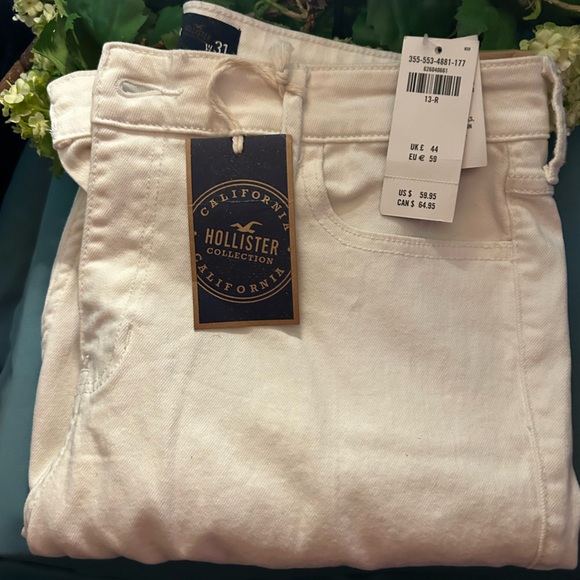 W 31
355-553-4881-177
626040661
13-R
UK £ 44
EU € 59
US $ 59.95
CAN $ 64.95
CALIFORNIA
HOLLISTER
COLLECTION
CALIFORNIA